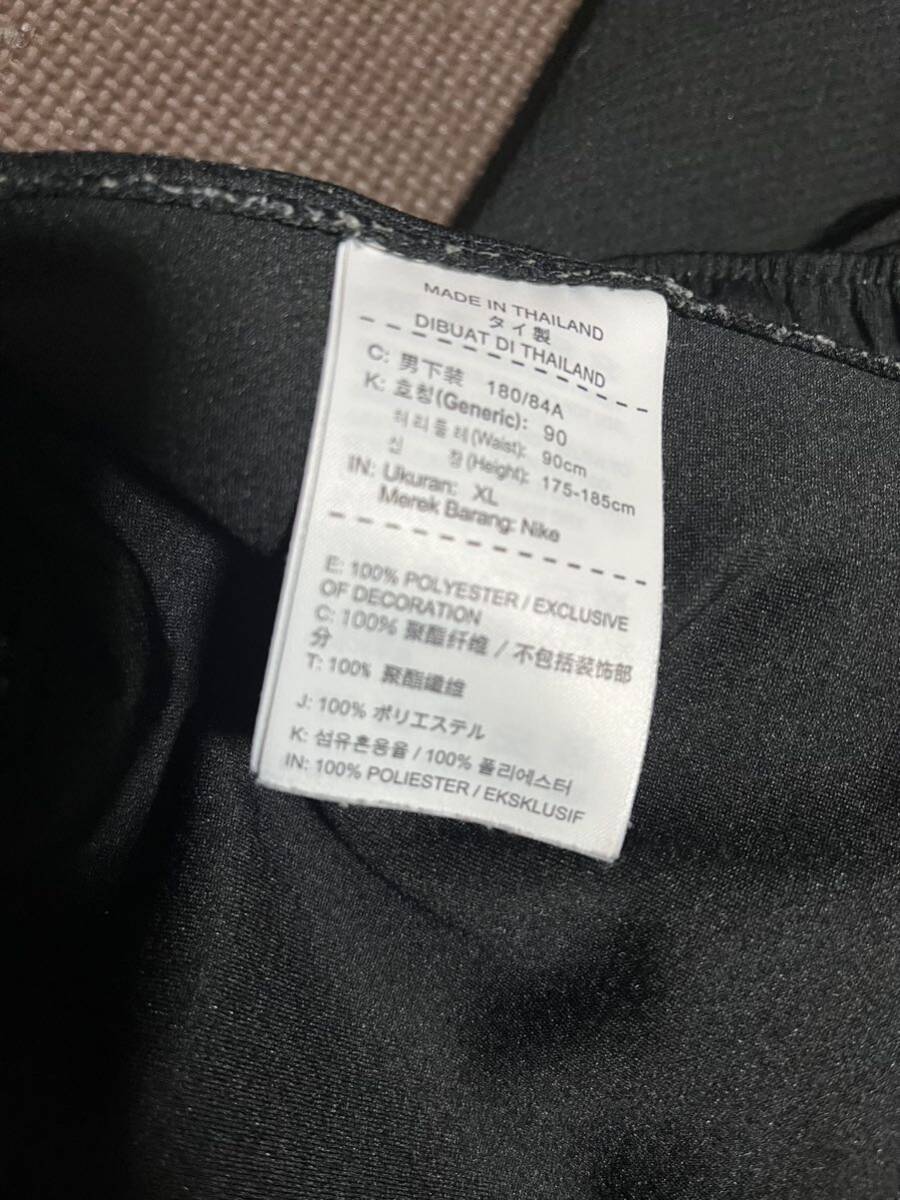 MADE IN THAILAND
タイ製
DIBUAT DI THAILAND
C: 男下装 180/84A
K: 호칭(Generic): 90
허리둘레(Waist): 90cm
신 장(Height): 175-185cm
IN: Ukuran: XL
Merek Barang: Nike
E: 100% POLYESTER / EXCLUSIVE
OF DECORATION
C: 100% 聚酯纤维 / 不包括装饰部
分
T: 100% 聚酯纖維
J: 100% ポリエステル
K: 섬유혼용율 / 100% 폴리에스터
IN: 100% POLIESTER / EKSKLUSIF